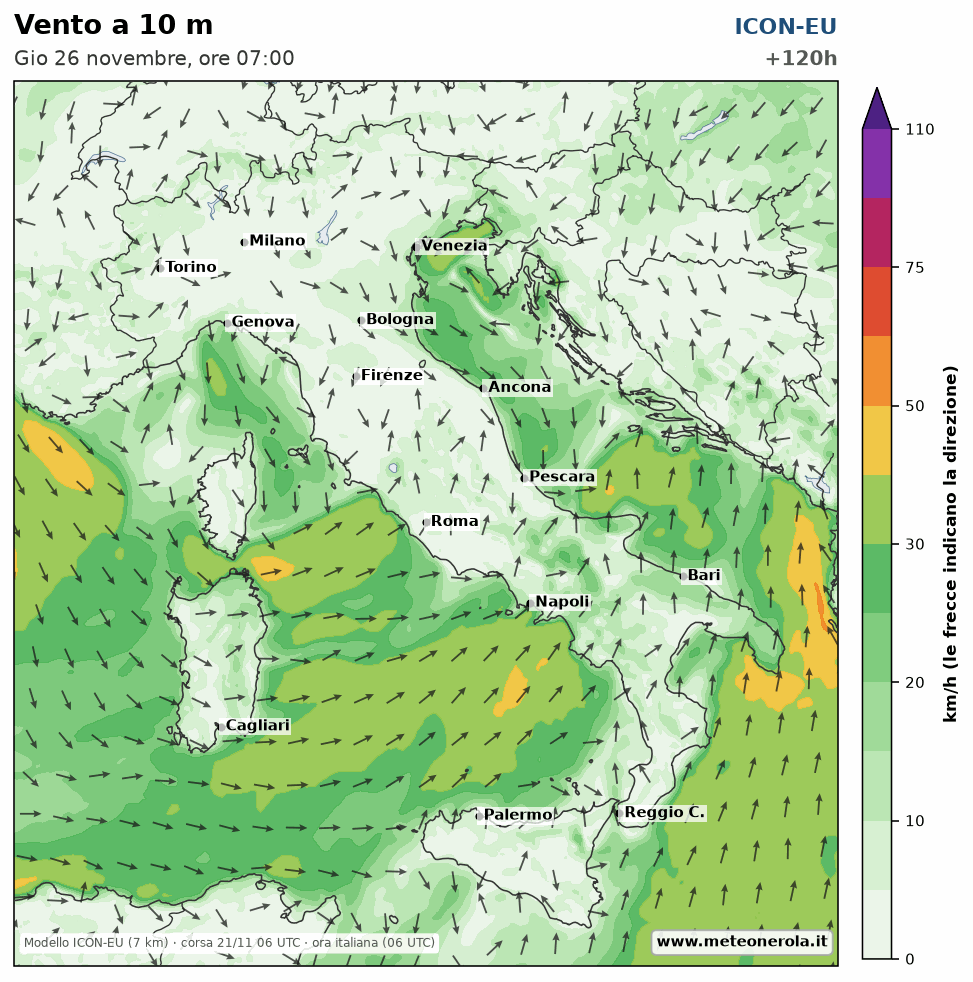 Vento a 10 m
ICON-EU
Gio 26 novembre, ore 07:00
+120h
110
75
50
30
20
10
0
km/h (le frecce indicano la direzione)
Milano
Venezia
Torino
Genova
Bologna
Firenze
Ancona
Pescara
Roma
Bari
Napoli
Cagliari
Palermo
Reggio C.
Modello ICON-EU (7 km) · corsa 21/11 06 UTC · ora italiana (06 UTC)
www.meteonerola.it